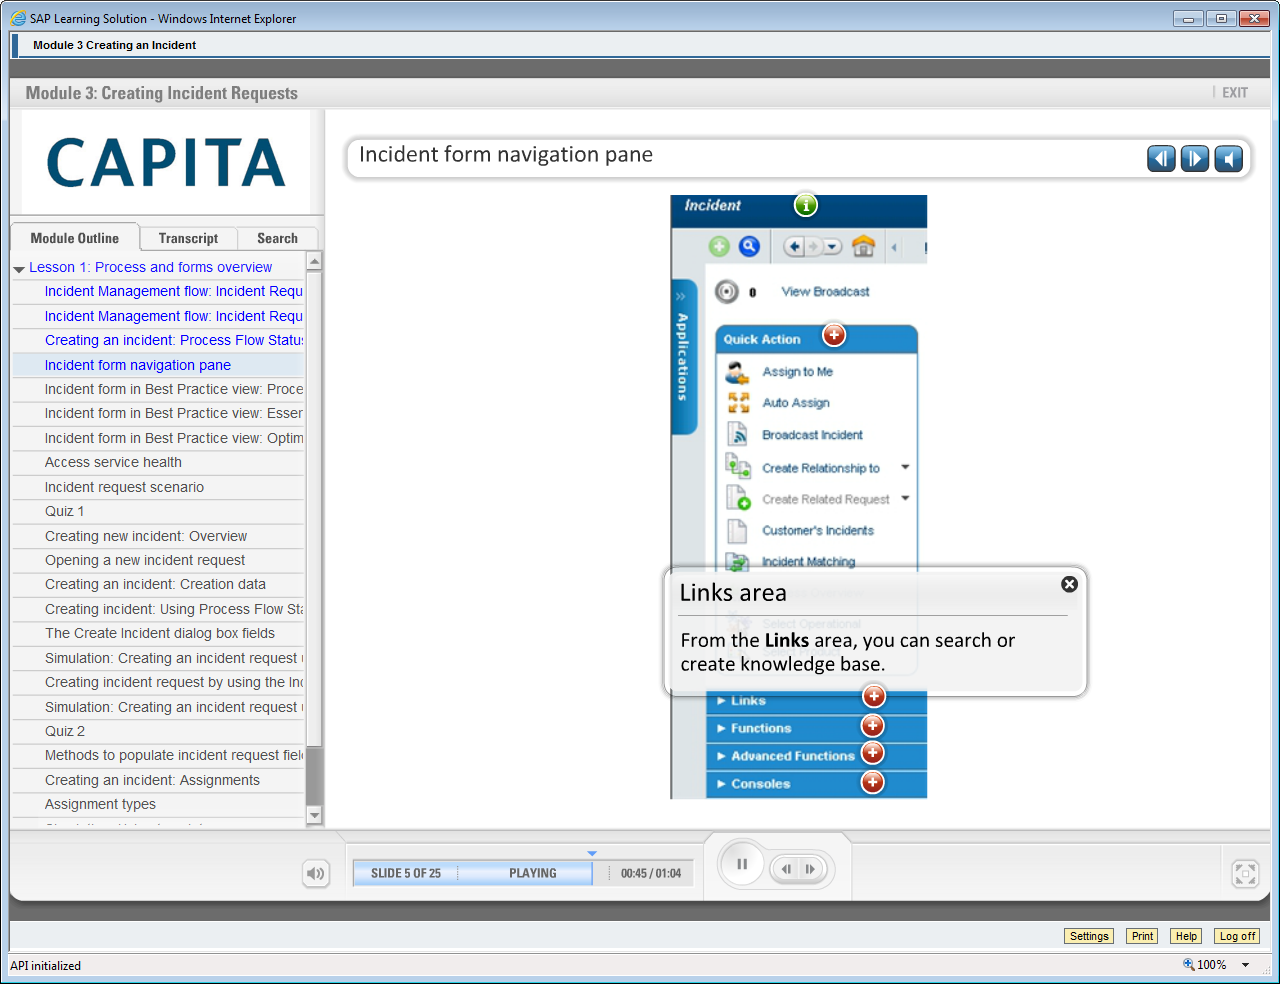 SAP Learning Solution - Windows Internet Explorer
Module 3 Creating an Incident
Module 3: Creating Incident Requests
EXIT
CAPITA
Module Outline
Transcript
Search
Lesson 1: Process and forms overview
Incident Management flow: Incident Requ
Incident Management flow: Incident Requ
Creating an incident: Process Flow Status
Incident form navigation pane
Incident form in Best Practice view: Proce
Incident form in Best Practice view: Essen
Incident form in Best Practice view: Optim
Access service health
Incident request scenario
Quiz 1
Creating new incident: Overview
Opening a new incident request
Creating an incident: Creation data
Creating incident: Using Process Flow Sta
The Create Incident dialog box fields
Simulation: Creating an incident request u
Creating incident request by using the Inc
Simulation: Creating an incident request u
Quiz 2
Methods to populate incident request field
Creating an incident: Assignments
Assignment types
Incident form navigation pane
Incident
0 View Broadcast
Applications
Quick Action
Assign to Me
Auto Assign
Broadcast Incident
Create Relationship to
Create Related Request
Customer's Incidents
Incident Matching
Select Operational
Links area
From the Links area, you can search or
create knowledge base.
Links
Functions
Advanced Functions
Consoles
SLIDE 5 OF 25
PLAYING
00:45 / 01:04
Settings
Print
Help
Log off
API initialized
100%